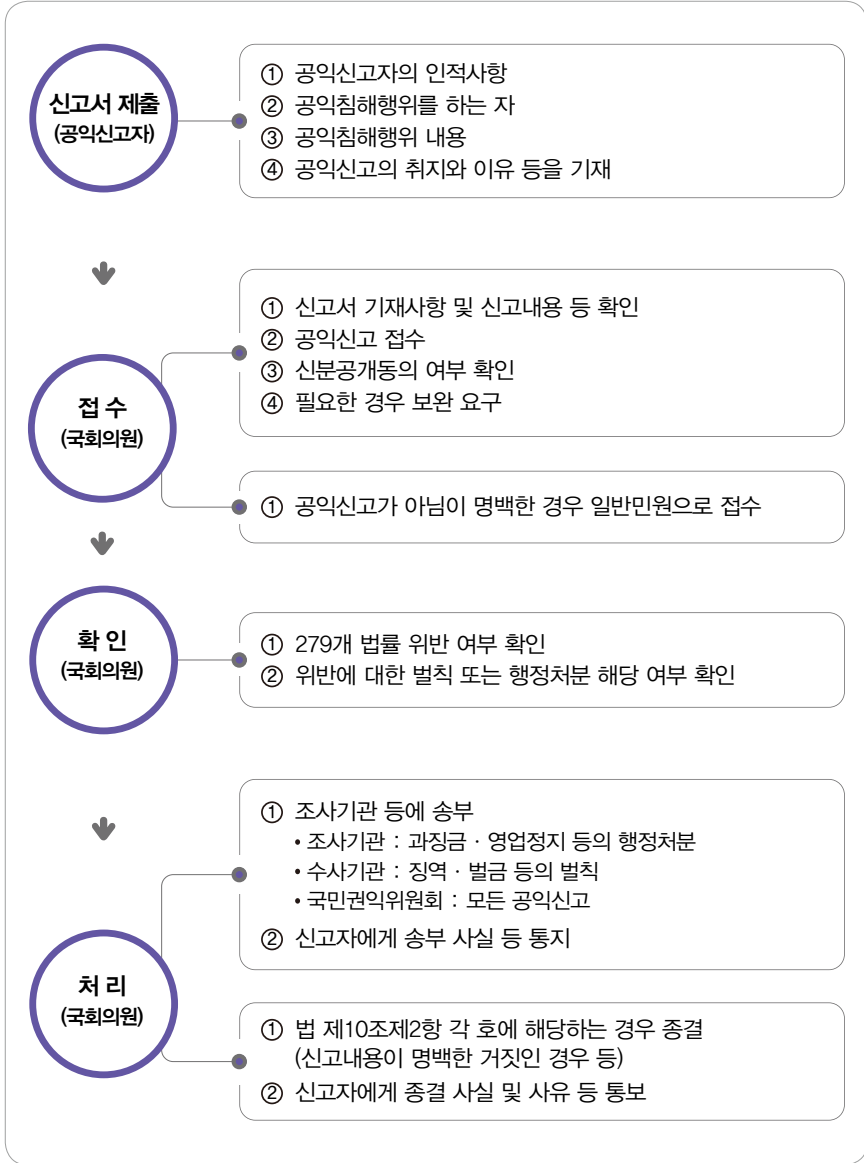 신고서 제출
(공익신고자)
① 공익신고자의 인적사항
② 공익침해행위를 하는 자
③ 공익침해행위 내용
④ 공익신고의 취지와 이유 등을 기재
접 수
(국회의원)
① 신고서 기재사항 및 신고내용 등 확인
② 공익신고 접수
③ 신분공개동의 여부 확인
④ 필요한 경우 보완 요구
① 공익신고가 아님이 명백한 경우 일반민원으로 접수
확 인
(국회의원)
① 279개 법률 위반 여부 확인
② 위반에 대한 벌칙 또는 행정처분 해당 여부 확인
처 리
(국회의원)
① 조사기관 등에 송부
• 조사기관 : 과징금 · 영업정지 등의 행정처분
• 수사기관 : 징역 · 벌금 등의 벌칙
• 국민권익위원회 : 모든 공익신고
② 신고자에게 송부 사실 등 통지
① 법 제10조제2항 각 호에 해당하는 경우 종결
(신고내용이 명백한 거짓인 경우 등)
② 신고자에게 종결 사실 및 사유 등 통보